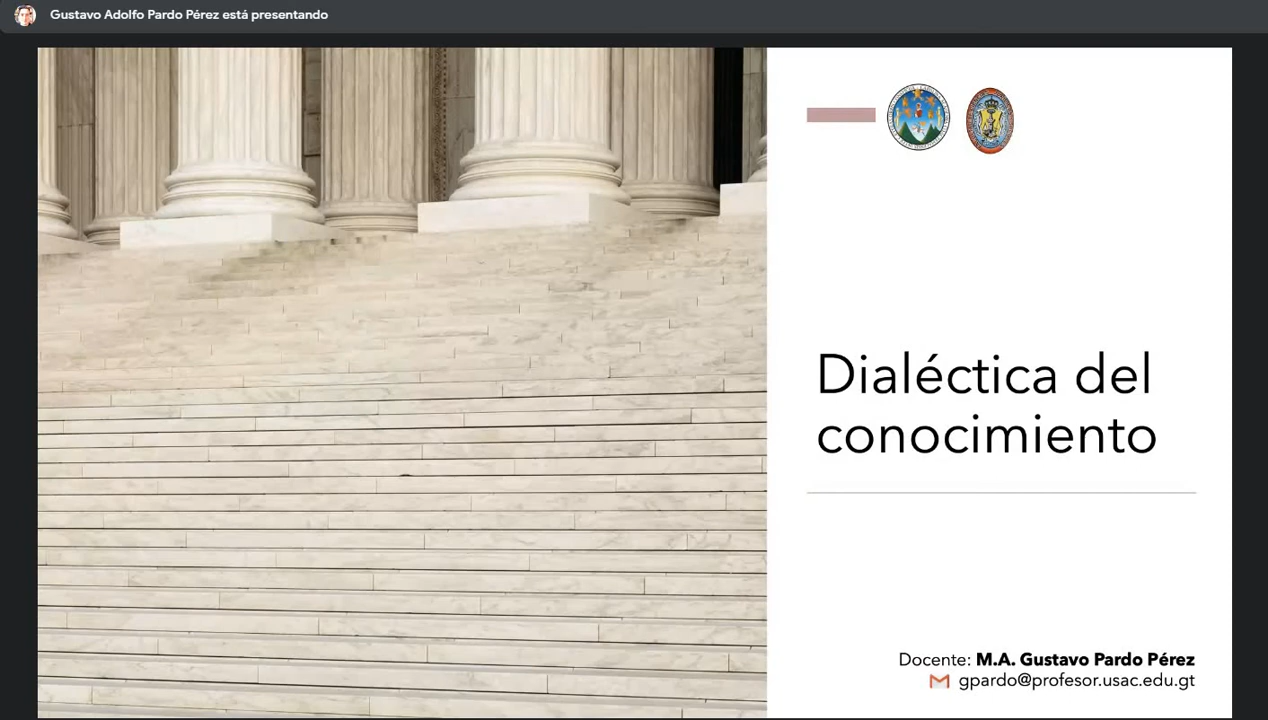 Gustavo Adolfo Pardo Pérez está presentando
Dialéctica del
conocimiento
Docente: M.A. Gustavo Pardo Pérez
gpardo@profesor.usac.edu.gt